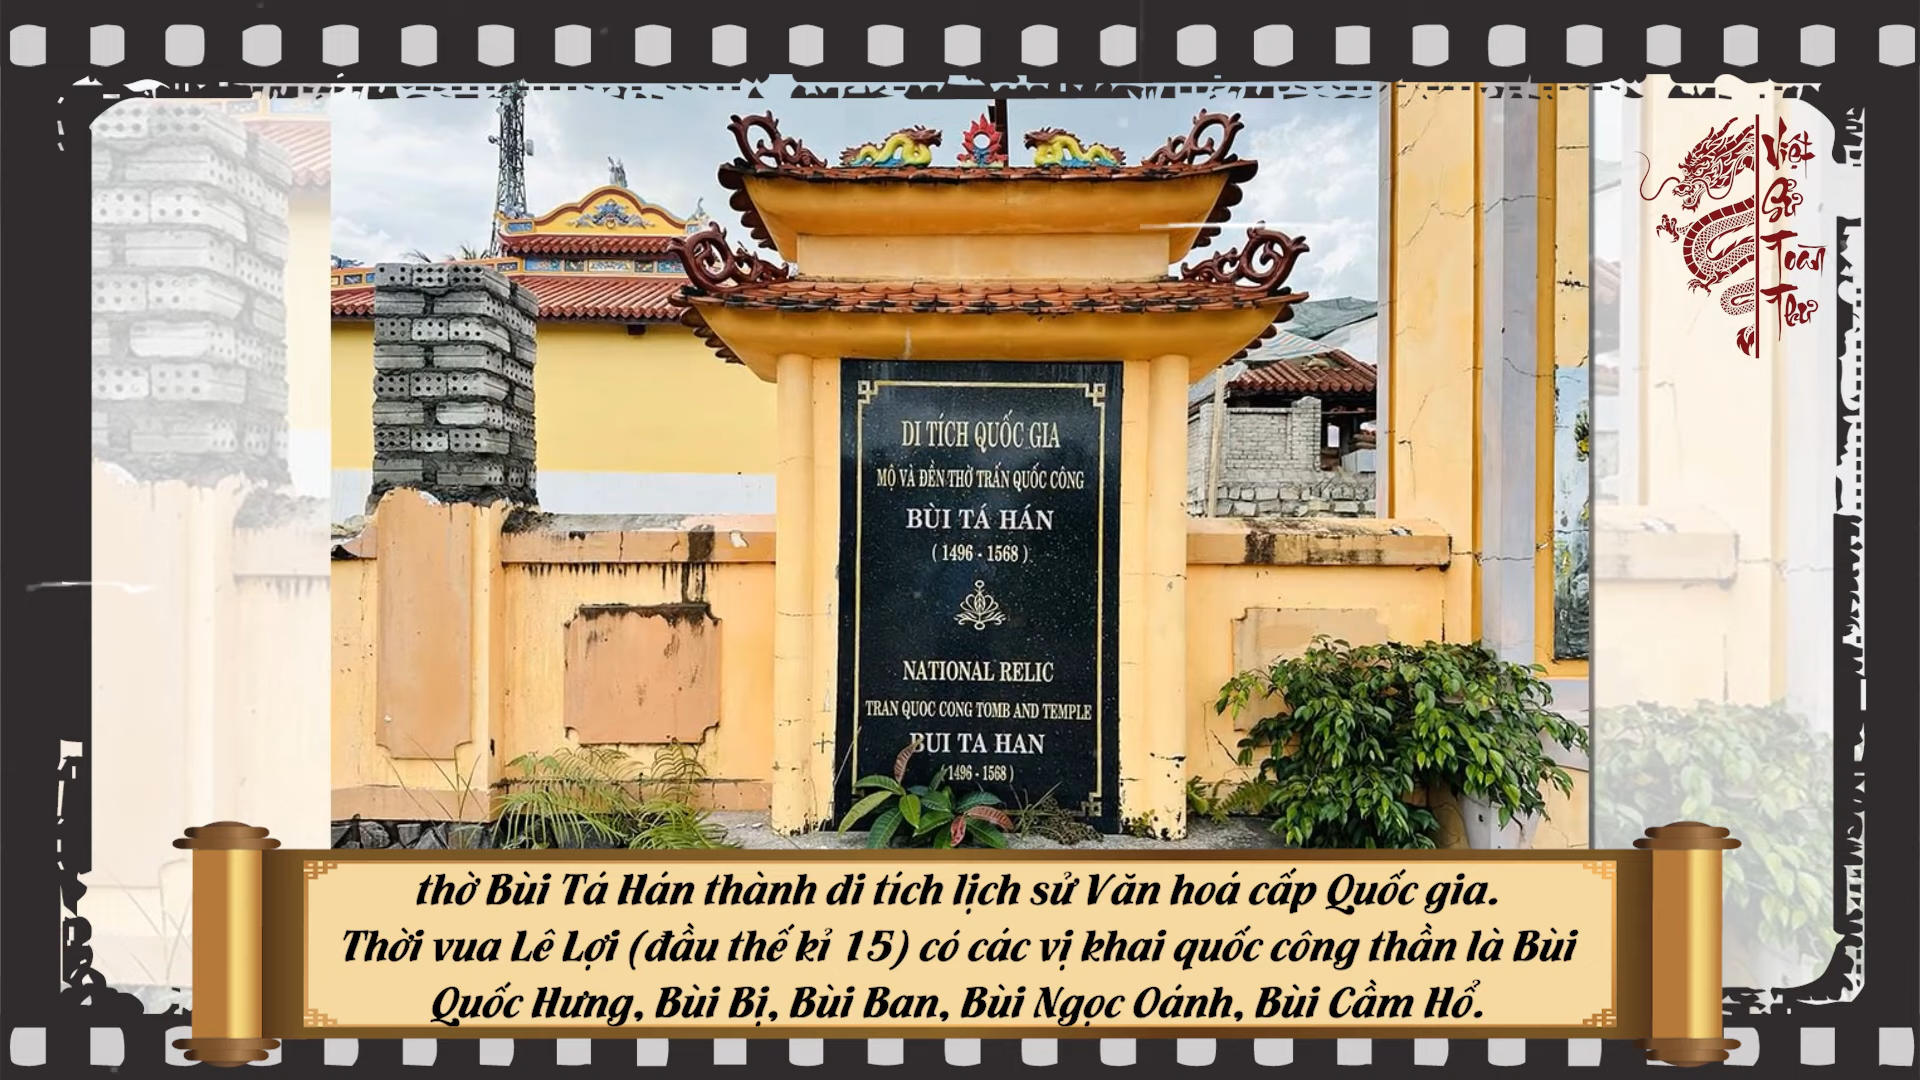 Việt
Sử
Toàn
Thư
DI TÍCH QUỐC GIA
MỘ VÀ ĐỀN THỜ TRẤN QUỐC CÔNG
BÙI TÁ HÁN
( 1496 - 1568 )
NATIONAL RELIC
TRAN QUOC CONG TOMB AND TEMPLE
BUI TA HAN
( 1496 - 1568 )
thờ Bùi Tá Hán thành di tích lịch sử Văn hoá cấp Quốc gia.
Thời vua Lê Lợi (đầu thế kỉ 15) có các vị khai quốc công thần là Bùi
Quốc Hưng, Bùi Bị, Bùi Ban, Bùi Ngọc Oánh, Bùi Cầm Hổ.